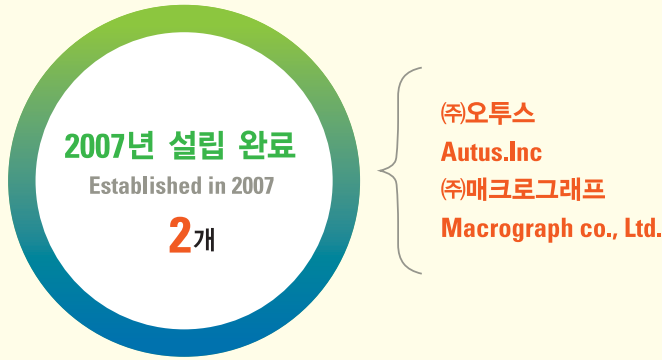 2007년 설립 완료
Established in 2007
2개
㈜오투스
Autus.Inc
㈜매크로그래프
Macrograph co., Ltd.